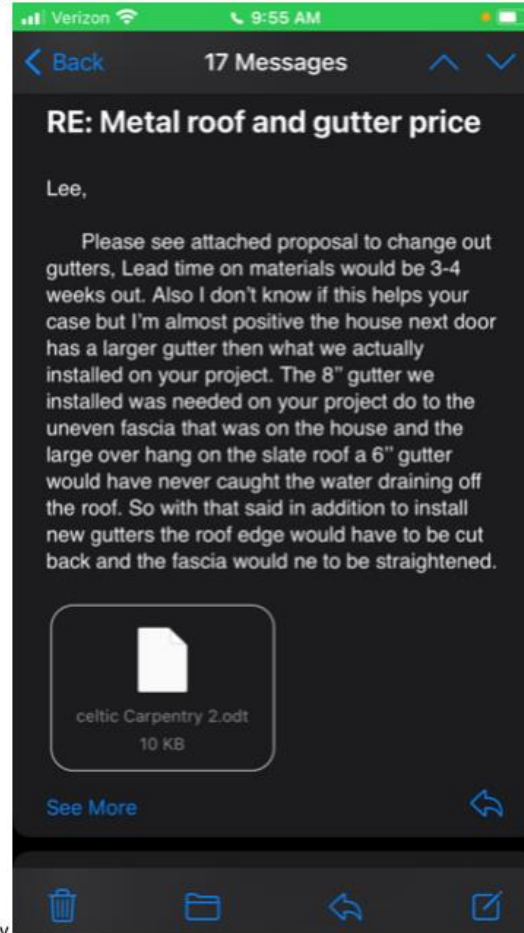 Verizon 9:55 AM
Back 17 Messages
RE: Metal roof and gutter price
Lee,
Please see attached proposal to change out
gutters, Lead time on materials would be 3-4
weeks out. Also I don't know if this helps your
case but I'm almost positive the house next door
has a larger gutter then what we actually
installed on your project. The 8" gutter we
installed was needed on your project do to the
uneven fascia that was on the house and the
large over hang on the slate roof a 6" gutter
would have never caught the water draining off
the roof. So with that said in addition to install
new gutters the roof edge would have to be cut
back and the fascia would ne to be straightened.
celtic Carpentry 2.odt
10 KB
See More
y